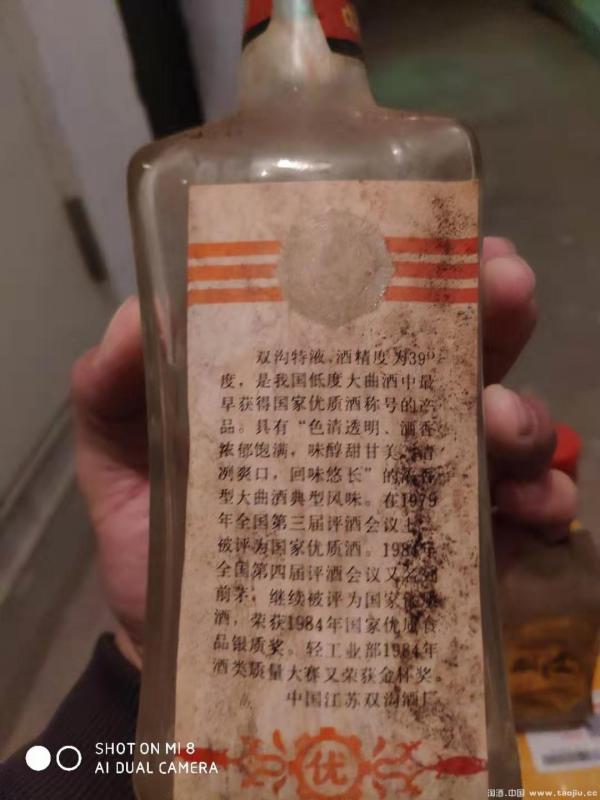 双沟特液，酒精度为39°
度，是我国低度大曲酒中最
早获得国家优质酒称号的产
品。具有“色清透明、酒香
浓郁饱满，味醇甜甘美、清
冽爽口，回味悠长”的浓香
型大曲酒典型风味。在1979
年全国第三届评酒会议上，
被评为国家优质酒。1984年
全国第四届评酒会议又名列
前茅，继续被评为国家优质
酒，荣获1984年国家优质食
品银质奖。轻工业部1984年
酒类质量大赛又荣获金杯奖。
中国江苏双沟酒厂
优
SHOT ON MI 8
AI DUAL CAMERA
淘酒.中国 www.taojiu.cc